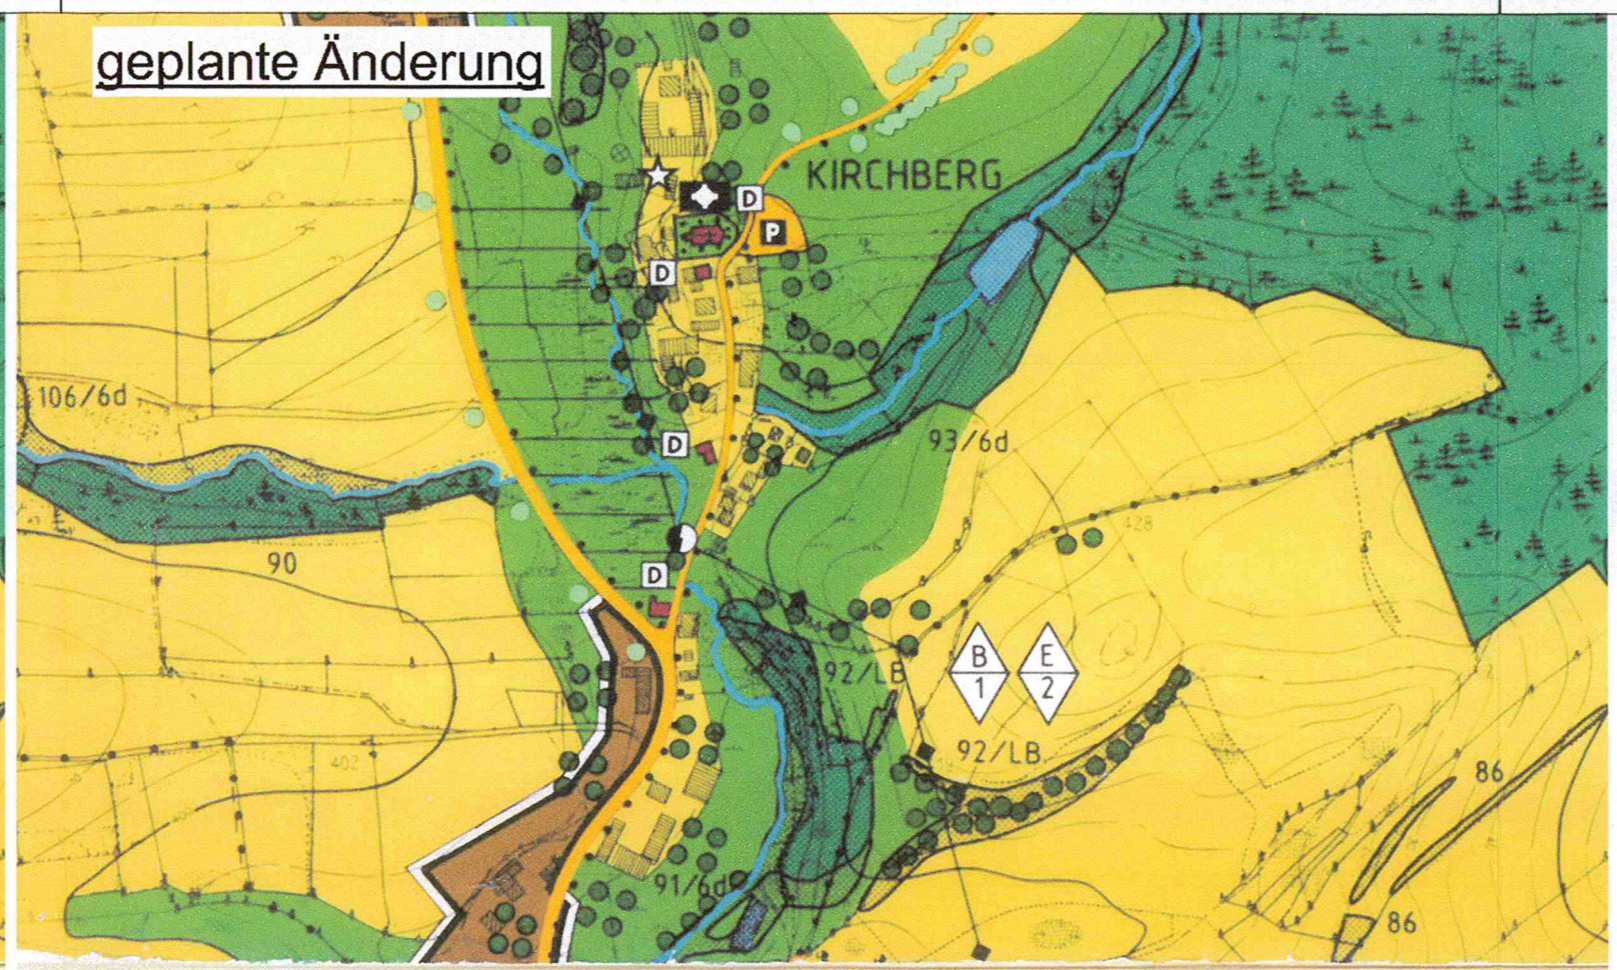 geplante Änderung
KIRCHBERG
D
P
D
106/6d
D
93/6d
428
90
D
92/LB
B
1
E
2
92/LB
402
86
91/6d
86